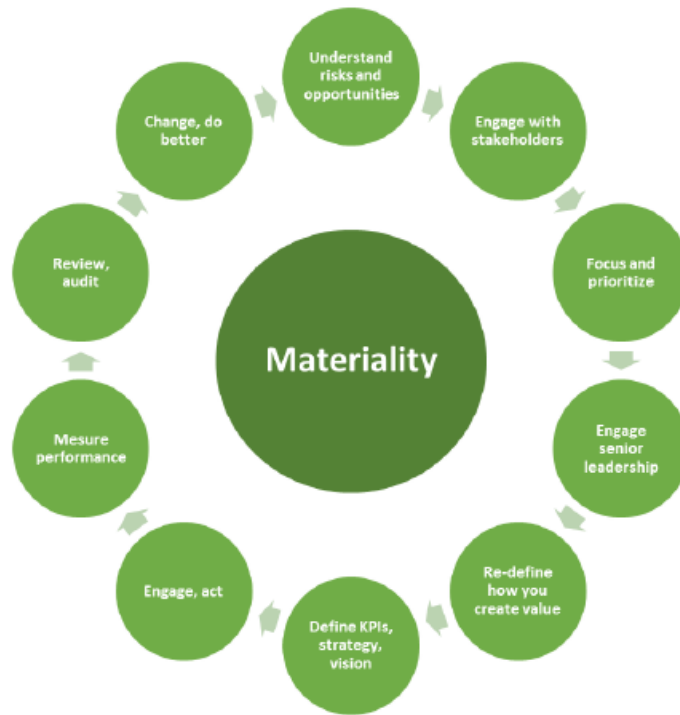 Understand
risks and
opportunities
Engage with
stakeholders
Focus and
prioritize
Engage
senior
leadership
Re-define
how you
create value
Define KPIs,
strategy,
vision
Engage, act
Mesure
performance
Review,
audit
Change, do
better
Materiality